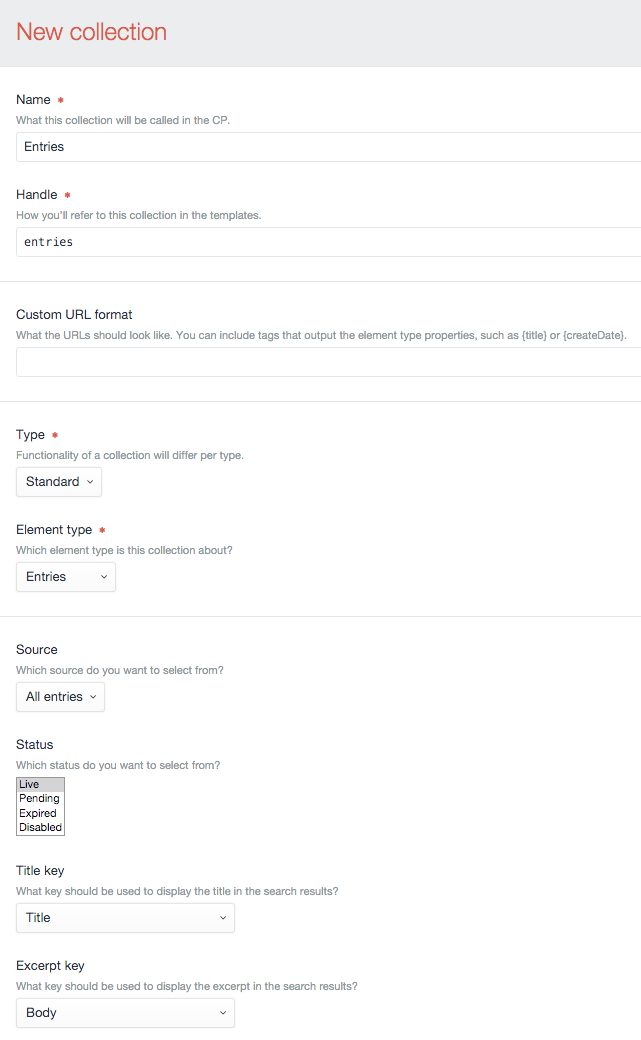 New collection
Name *
What this collection will be called in the CP.
Entries
Handle *
How you'll refer to this collection in the templates.
entries
Custom URL format
What the URLs should look like. You can include tags that output the element type properties, such as {title} or {createDate}.
Type *
Functionality of a collection will differ per type.
Standard
Element type *
Which element type is this collection about?
Entries
Source
Which source do you want to select from?
All entries
Status
Which status do you want to select from?
Live
Pending
Expired
Disabled
Title key
What key should be used to display the title in the search results?
Title
Excerpt key
What key should be used to display the excerpt in the search results?
Body